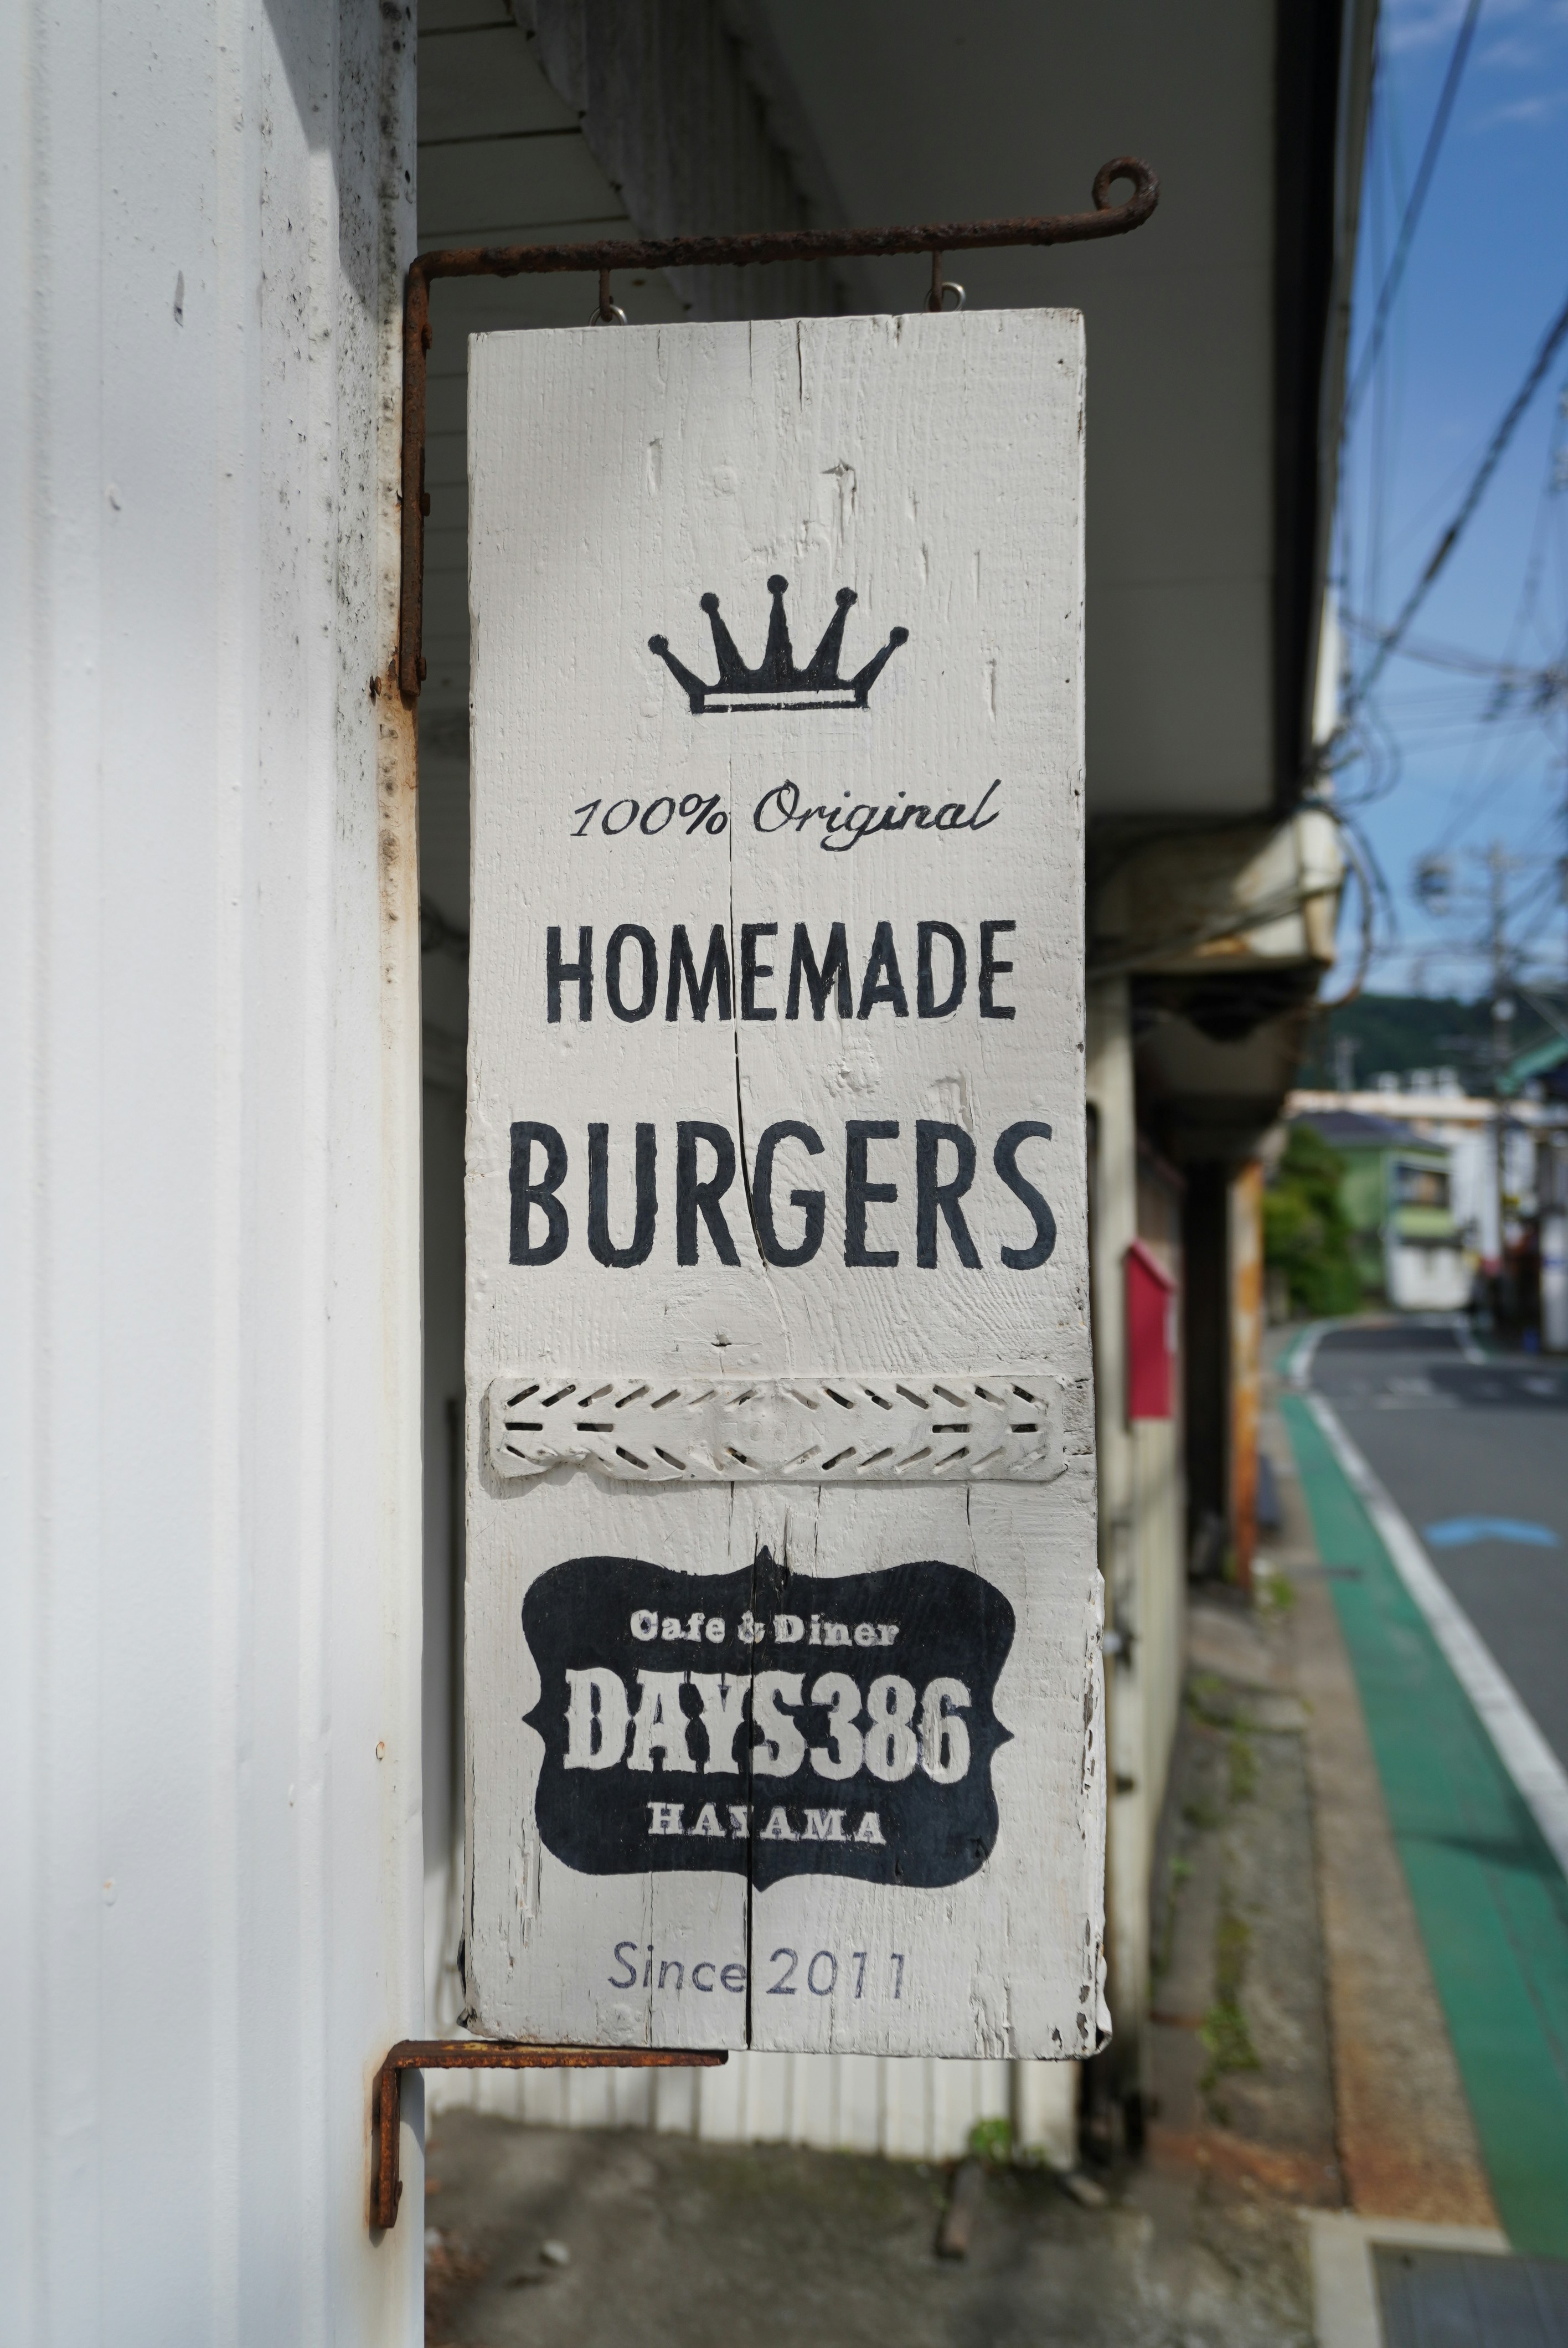 100% Original
HOMEMADE
BURGERS
Cafe & Diner
DAYS386
HAYAMA
Since 2011